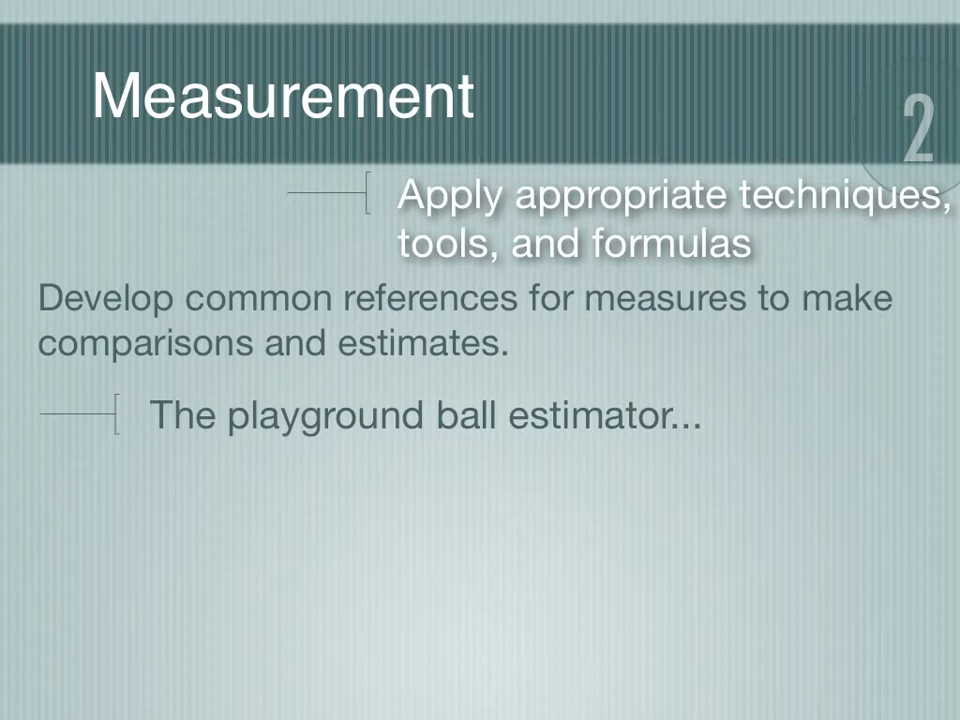 Measurement
2
Apply appropriate techniques,
tools, and formulas
Develop common references for measures to make
comparisons and estimates.
The playground ball estimator...